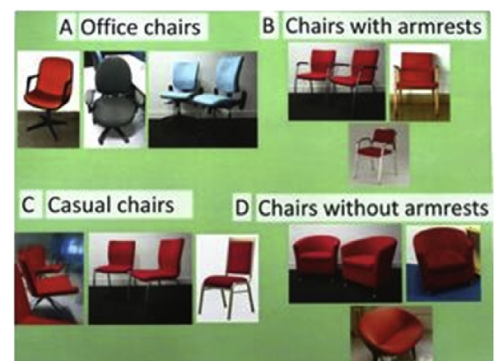 A Office chairs
B Chairs with armrests
C Casual chairs
D Chairs without armrests